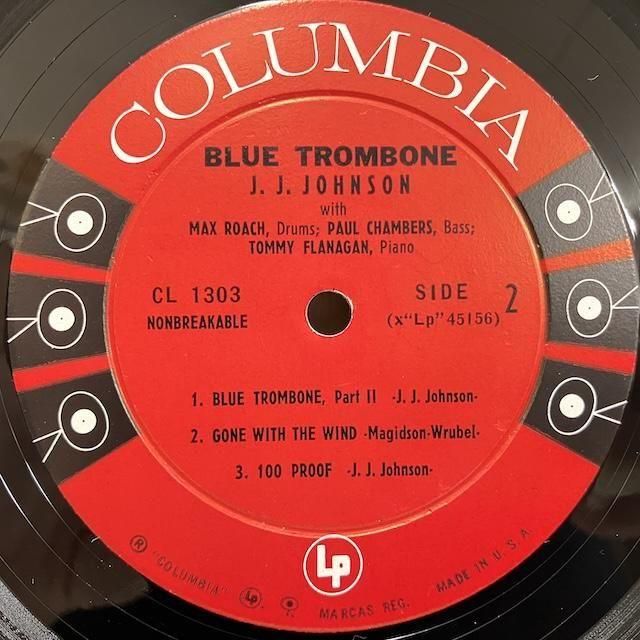 COLUMBIA
BLUE TROMBONE
J. J. JOHNSON
with
MAX ROACH, Drums; PAUL CHAMBERS, Bass;
TOMMY FLANAGAN, Piano
CL 1303
NONBREAKABLE
SIDE 2
(x"Lp"45156)
1. BLUE TROMBONE, Part II -J. J. Johnson-
2. GONE WITH THE WIND -Magidson-Wrubel-
3. 100 PROOF -J. J. Johnson-
Lp
® "COLUMBIA" MARCAS REG. MADE IN U. S. A.